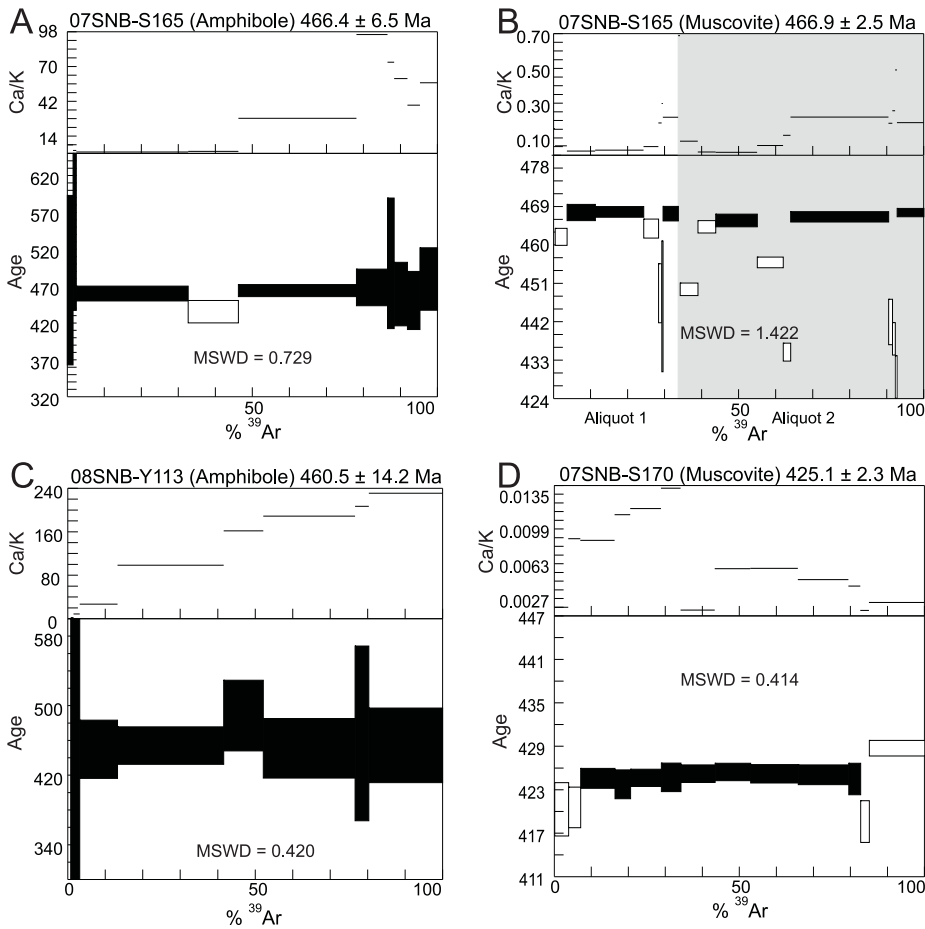 A
07SNB-S165 (Amphibole) 466.4 ± 6.5 Ma
98
70
42
14
Ca/K
620
570
520
470
420
370
320
Age
MSWD = 0.729
50
100
% ³⁹Ar
B
07SNB-S165 (Muscovite) 466.9 ± 2.5 Ma
0.70
0.50
0.30
0.10
Ca/K
478
469
460
451
442
433
424
Age
MSWD = 1.422
Aliquot 1
50
Aliquot 2
100
% ³⁹Ar
C
08SNB-Y113 (Amphibole) 460.5 ± 14.2 Ma
240
160
80
0
Ca/K
580
500
420
340
Age
MSWD = 0.420
0
50
100
% ³⁹Ar
D
07SNB-S170 (Muscovite) 425.1 ± 2.3 Ma
0.0135
0.0099
0.0063
0.0027
Ca/K
447
441
435
429
423
417
411
Age
MSWD = 0.414
0
50
100
% ³⁹Ar